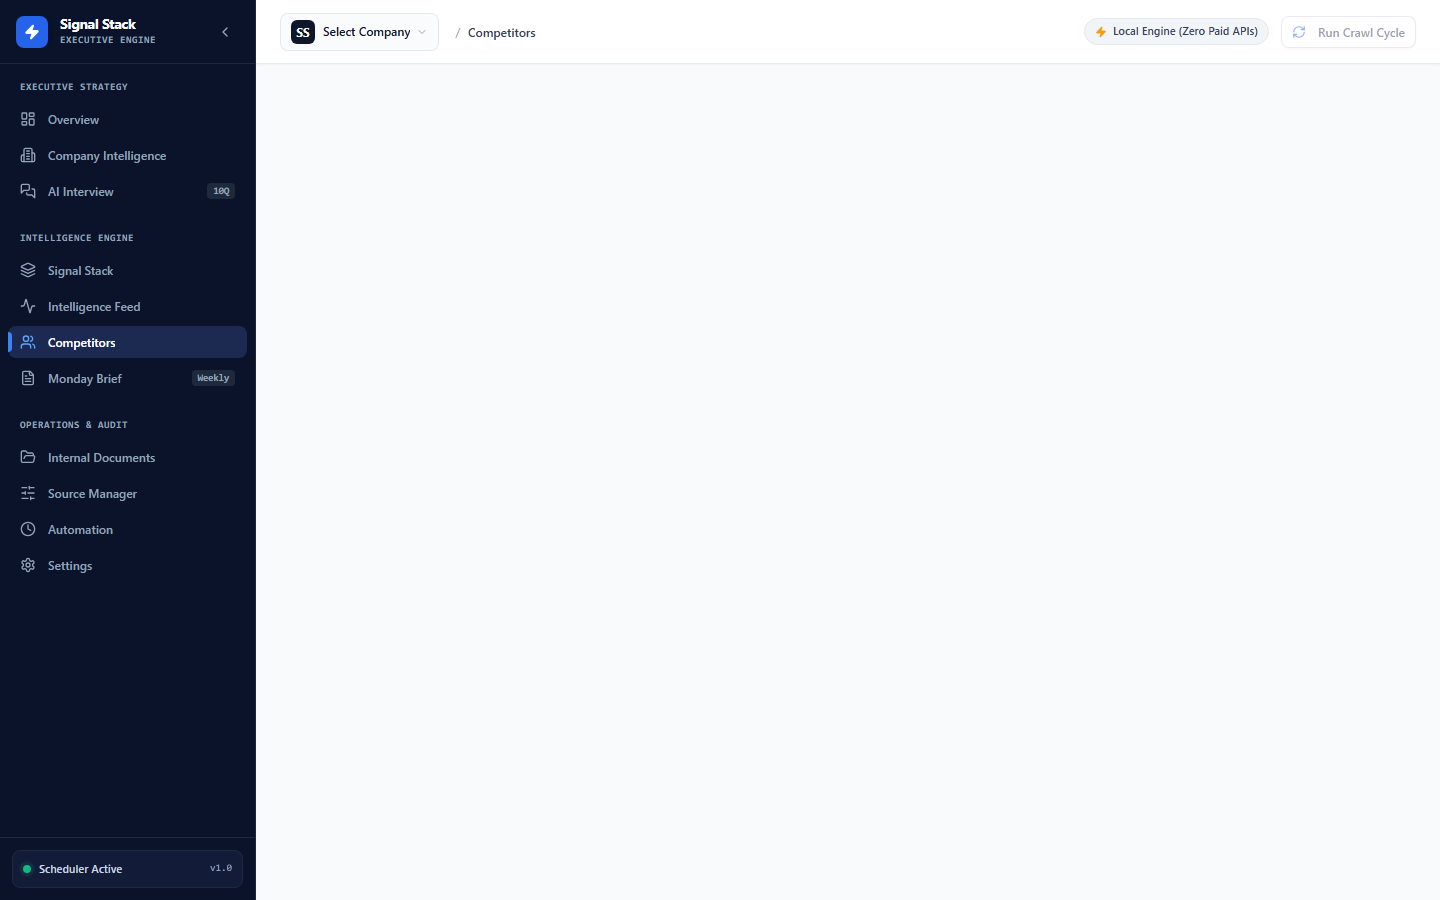 Signal Stack
EXECUTIVE ENGINE
EXECUTIVE STRATEGY
Overview
Company Intelligence
AI Interview 10Q
INTELLIGENCE ENGINE
Signal Stack
Intelligence Feed
Competitors
Monday Brief Weekly
OPERATIONS & AUDIT
Internal Documents
Source Manager
Automation
Settings
Scheduler Active v1.0
SS Select Company / Competitors
Local Engine (Zero Paid APIs)
Run Crawl Cycle